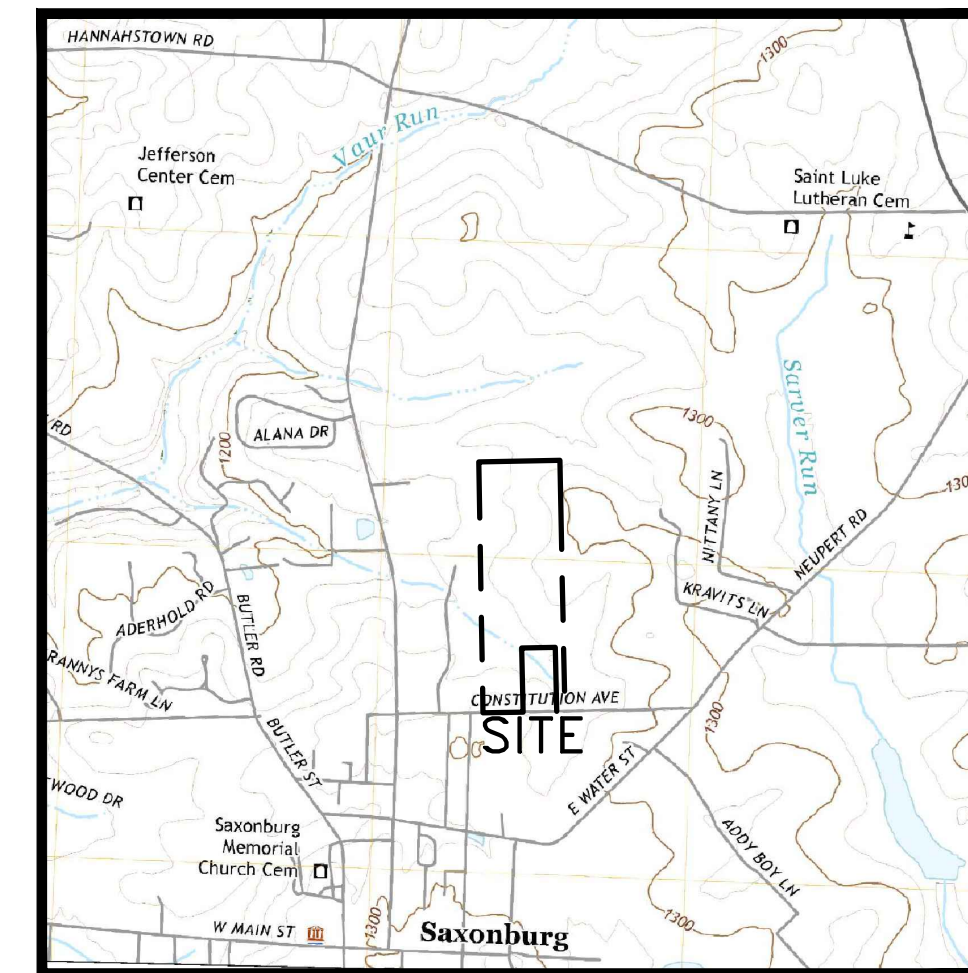 HANNAHSTOWN RD
1300
Vaur Run
Jefferson
Center Cem
Saint Luke
Lutheran Cem
Sarver Run
RD
1200
ALANA DR
1300
130
NITTANY LN
NEUPERT RD
KRAVITS LN
ADERHOLD RD
BUTLER RD
RANNYS FARM LN
CONSTITUTION AVE
SITE
1300
BUTLER ST
E WATER ST
WOOD DR
ADDY BOY LN
Saxonburg
Memorial
Church Cem
W MAIN ST
1300
Saxonburg
1300